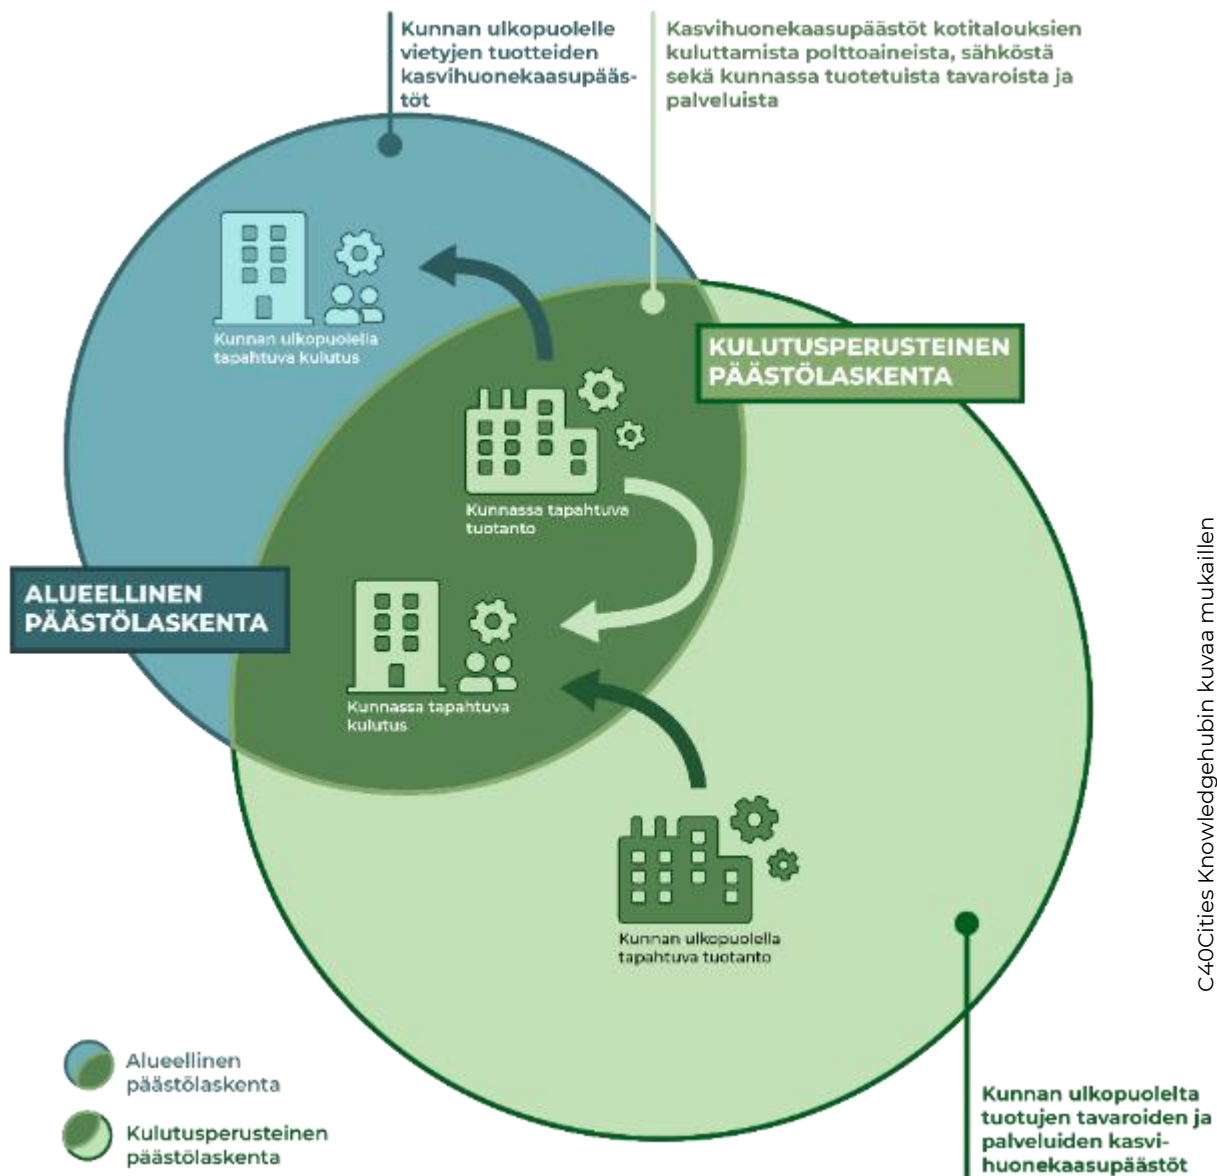 Kunnan ulkopuolelle
vietyjen tuotteiden
kasvihuonekaasupääs-
töt
Kasvihuonekaasupäästöt kotitalouksien
kuluttamista polttoaineista, sähköstä
sekä kunnassa tuotetuista tavaroista ja
palveluista
Kunnan ulkopuolella
tapahtuva kulutus
KULUTUSPERUSTEINEN
PÄÄSTÖLASKENTA
Kunnassa tapahtuva
tuotanto
ALUEELLINEN
PÄÄSTÖLASKENTA
Kunnassa tapahtuva
kulutus
Kunnan ulkopuolella
tapahtuva tuotanto
C40Cities Knowledgehubin kuvaa mukaillen
Alueellinen
päästölaskenta
Kulutusperusteinen
päästölaskenta
Kunnan ulkopuolelta
tuotujen tavaroiden ja
palveluiden kasvi-
huonekaasupäästöt